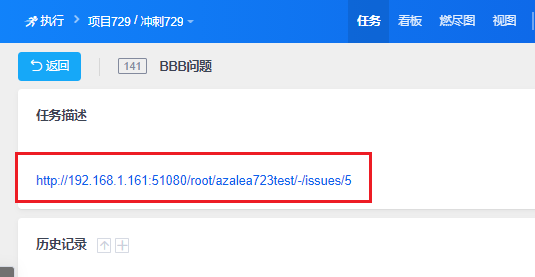 执行 项目729 / 冲刺729 任务 看板 燃尽图 视图
返回 141 BBB问题
任务描述
http://192.168.1.161:51080/root/azalea723test/-/issues/5
历史记录